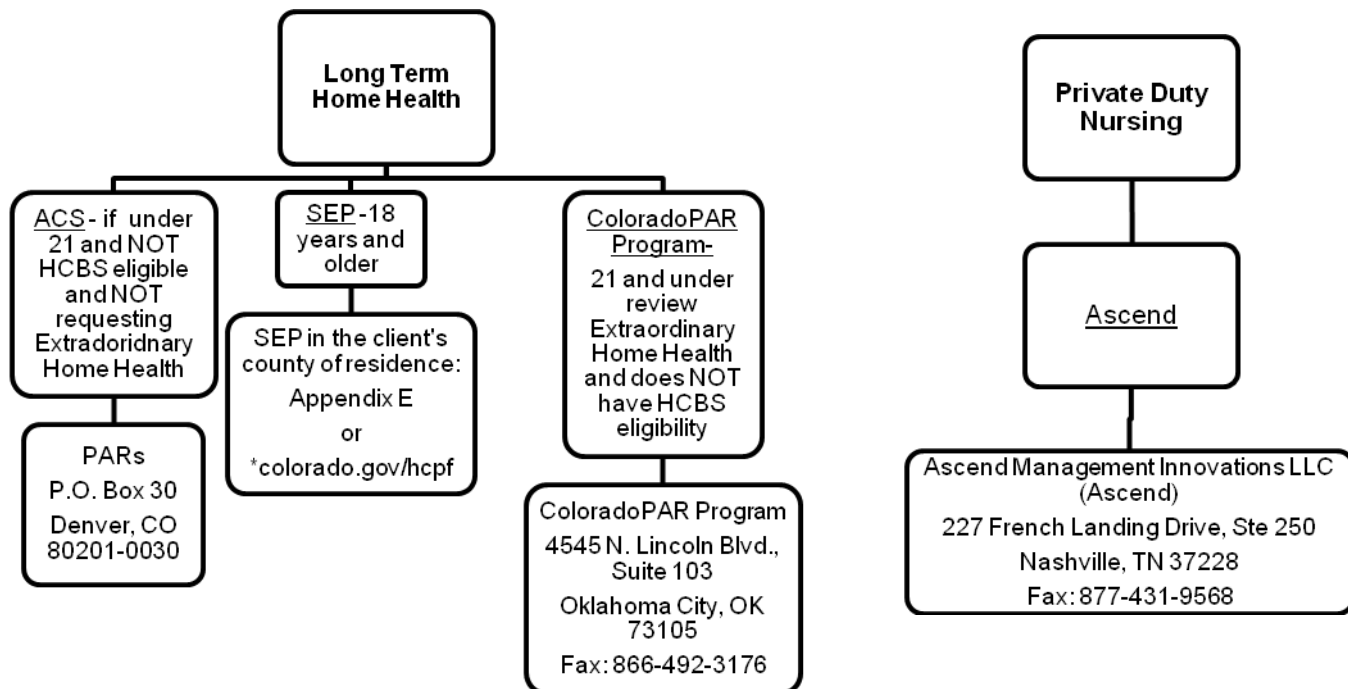 Long Term
Home Health
ACS - if under
21 and NOT
HCBS eligible
and NOT
requesting
Extradoridnary
Home Health
PARs
P.O. Box 30
Denver, CO
80201-0030
SEP -18
years and
older
SEP in the client's
county of residence:
Appendix E
or
*colorado.gov/hcpf
ColoradoPAR
Program-
21 and under
review
Extraordinary
Home Health
and does NOT
have HCBS
eligibility
ColoradoPAR Program
4545 N. Lincoln Blvd.,
Suite 103
Oklahoma City, OK
73105
Fax: 866-492-3176
Private Duty
Nursing
Ascend
Ascend Management Innovations LLC
(Ascend)
227 French Landing Drive, Ste 250
Nashville, TN 37228
Fax: 877-431-9568